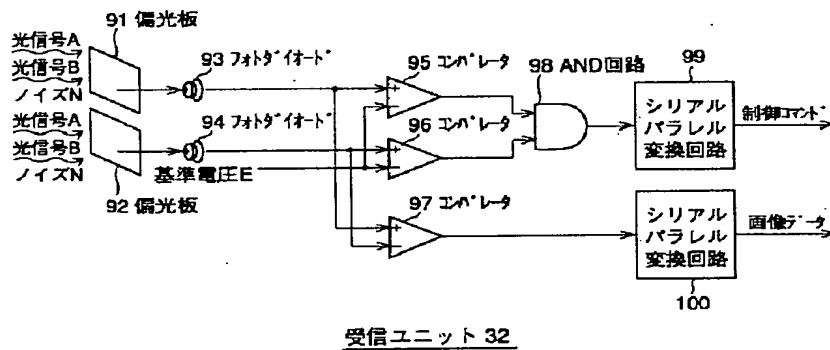 91 偏光板
光信号A
光信号B
ノイズN
93 フォトダイオード
光信号A
光信号B
ノイズN
92 偏光板
94 フォトダイオード
基準電圧E
95 コンパレータ
96 コンパレータ
97 コンパレータ
98 AND回路
99
シリアル
パラレル
変換回路
制御コマンド
シリアル
パラレル
変換回路
画像データ
100
受信ユニット 32